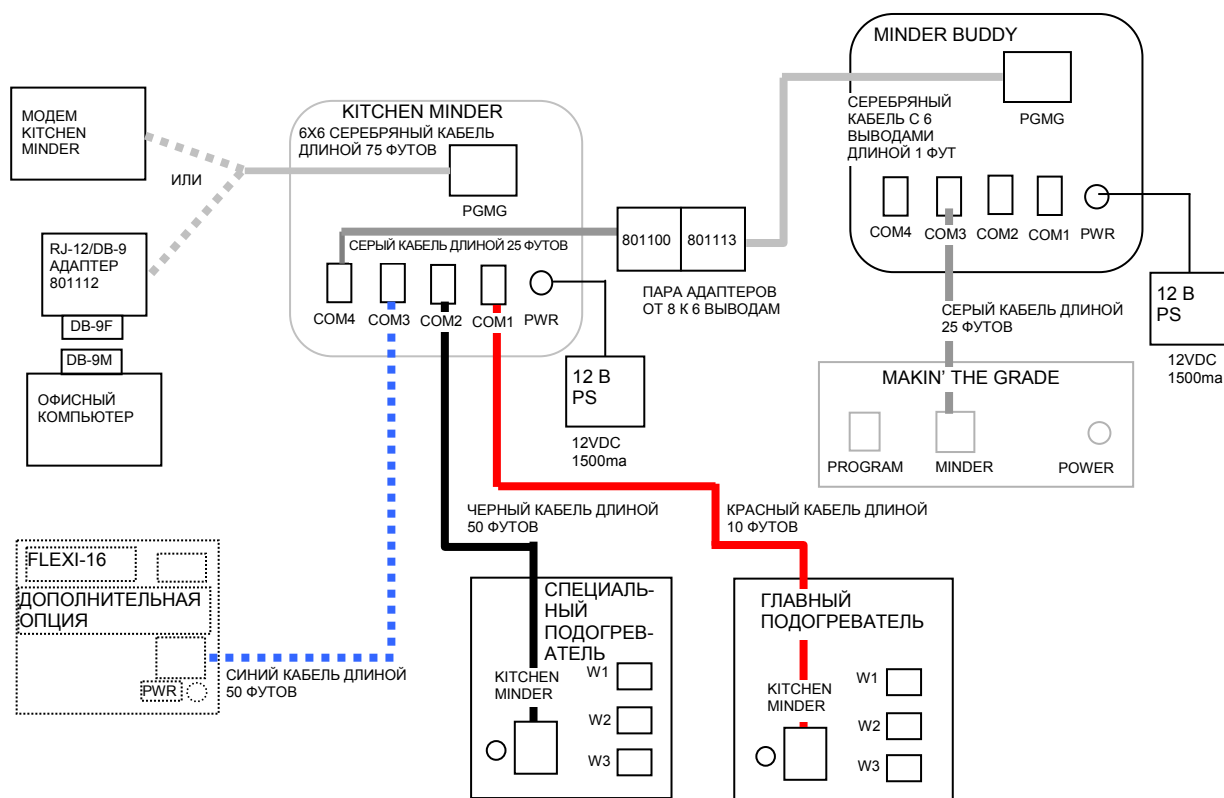 MINDER BUDDY
СЕРЕБРЯНЫЙ
КАБЕЛЬ С 6
ВЫВОДАМИ
ДЛИНОЙ 1 ФУТ
PGMG
COM4
COM3
COM2
COM1
PWR
12 В
PS
12VDC
1500ma
МОДЕМ
KITCHEN
MINDER
ИЛИ
RJ-12/DB-9
АДАПТЕР
801112
DB-9F
DB-9M
ОФИСНЫЙ
КОМПЬЮТЕР
KITCHEN MINDER
6X6 СЕРЕБРЯНЫЙ КАБЕЛЬ
ДЛИНОЙ 75 ФУТОВ
PGMG
СЕРЫЙ КАБЕЛЬ ДЛИНОЙ 25 ФУТОВ
COM4
COM3
COM2
COM1
PWR
12 В
PS
12VDC
1500ma
801100
801113
ПАРА АДАПТЕРОВ
ОТ 8 К 6 ВЫВОДАМ
СЕРЫЙ КАБЕЛЬ ДЛИНОЙ
25 ФУТОВ
MAKIN’ THE GRADE
PROGRAM
MINDER
POWER
ЧЕРНЫЙ КАБЕЛЬ ДЛИНОЙ
50 ФУТОВ
КРАСНЫЙ КАБЕЛЬ ДЛИНОЙ
10 ФУТОВ
FLEXI-16
ДОПОЛНИТЕЛЬНАЯ
ОПЦИЯ
PWR
СИНИЙ КАБЕЛЬ ДЛИНОЙ
50 ФУТОВ
СПЕЦИАЛЬ-
НЫЙ
ПОДОГРЕВ-
АТЕЛЬ
KITCHEN
MINDER
W1
W2
W3
ГЛАВНЫЙ
ПОДОГРЕВАТЕЛЬ
KITCHEN
MINDER
W1
W2
W3